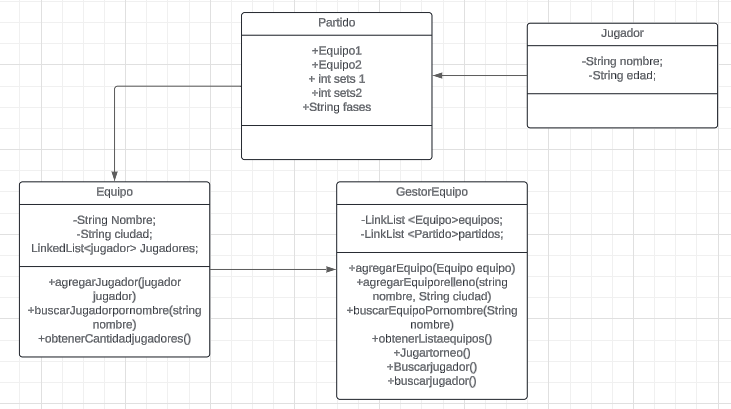 Partido
+Equipo1
+Equipo2
+ int sets 1
+int sets2
+String fases
Jugador
-String nombre;
-String edad;
Equipo
-String Nombre;
-String ciudad;
LinkedList<jugador> Jugadores;
+agregarJugador(jugador
jugador)
+buscarJugadorpornombre(string
nombre)
+obtenerCantidadjugadores()
GestorEquipo
-LinkList <Equipo>equipos;
-LinkList <Partido>partidos;
+agregarEquipo(Equipo equipo)
+agregarEquiporelleno(string
nombre, String ciudad)
+buscarEquipoPornombre(String
nombre)
+obtenerListaequipos()
+Jugartorneo()
+Buscarjugador()
+buscarjugador()